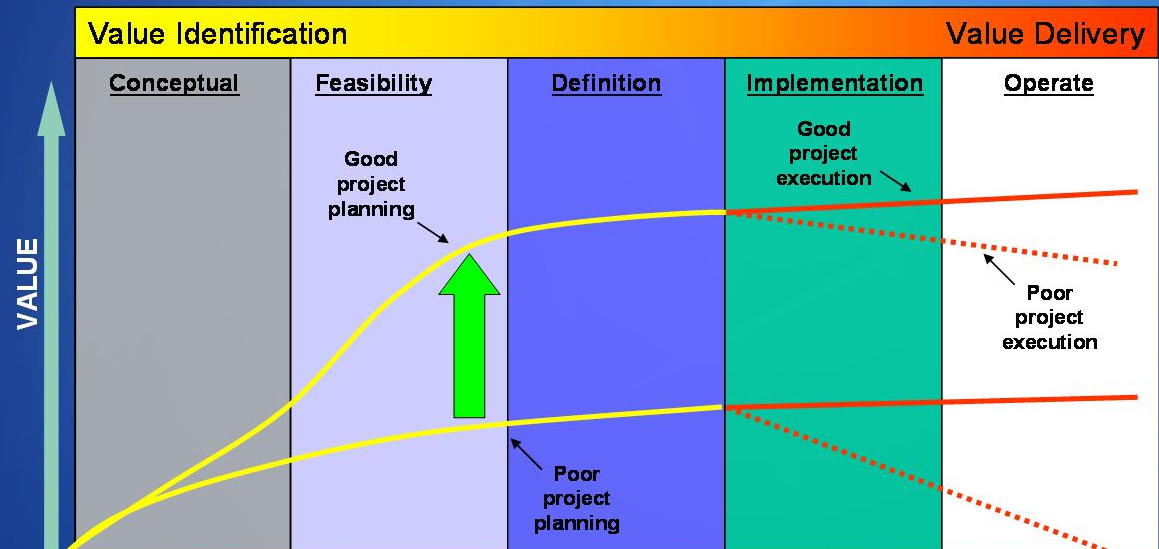 Value Identification
Value Delivery
Conceptual
Feasibility
Definition
Implementation
Operate
Good
project
planning
Good
project
execution
VALUE
Poor
project
execution
Poor
project
planning